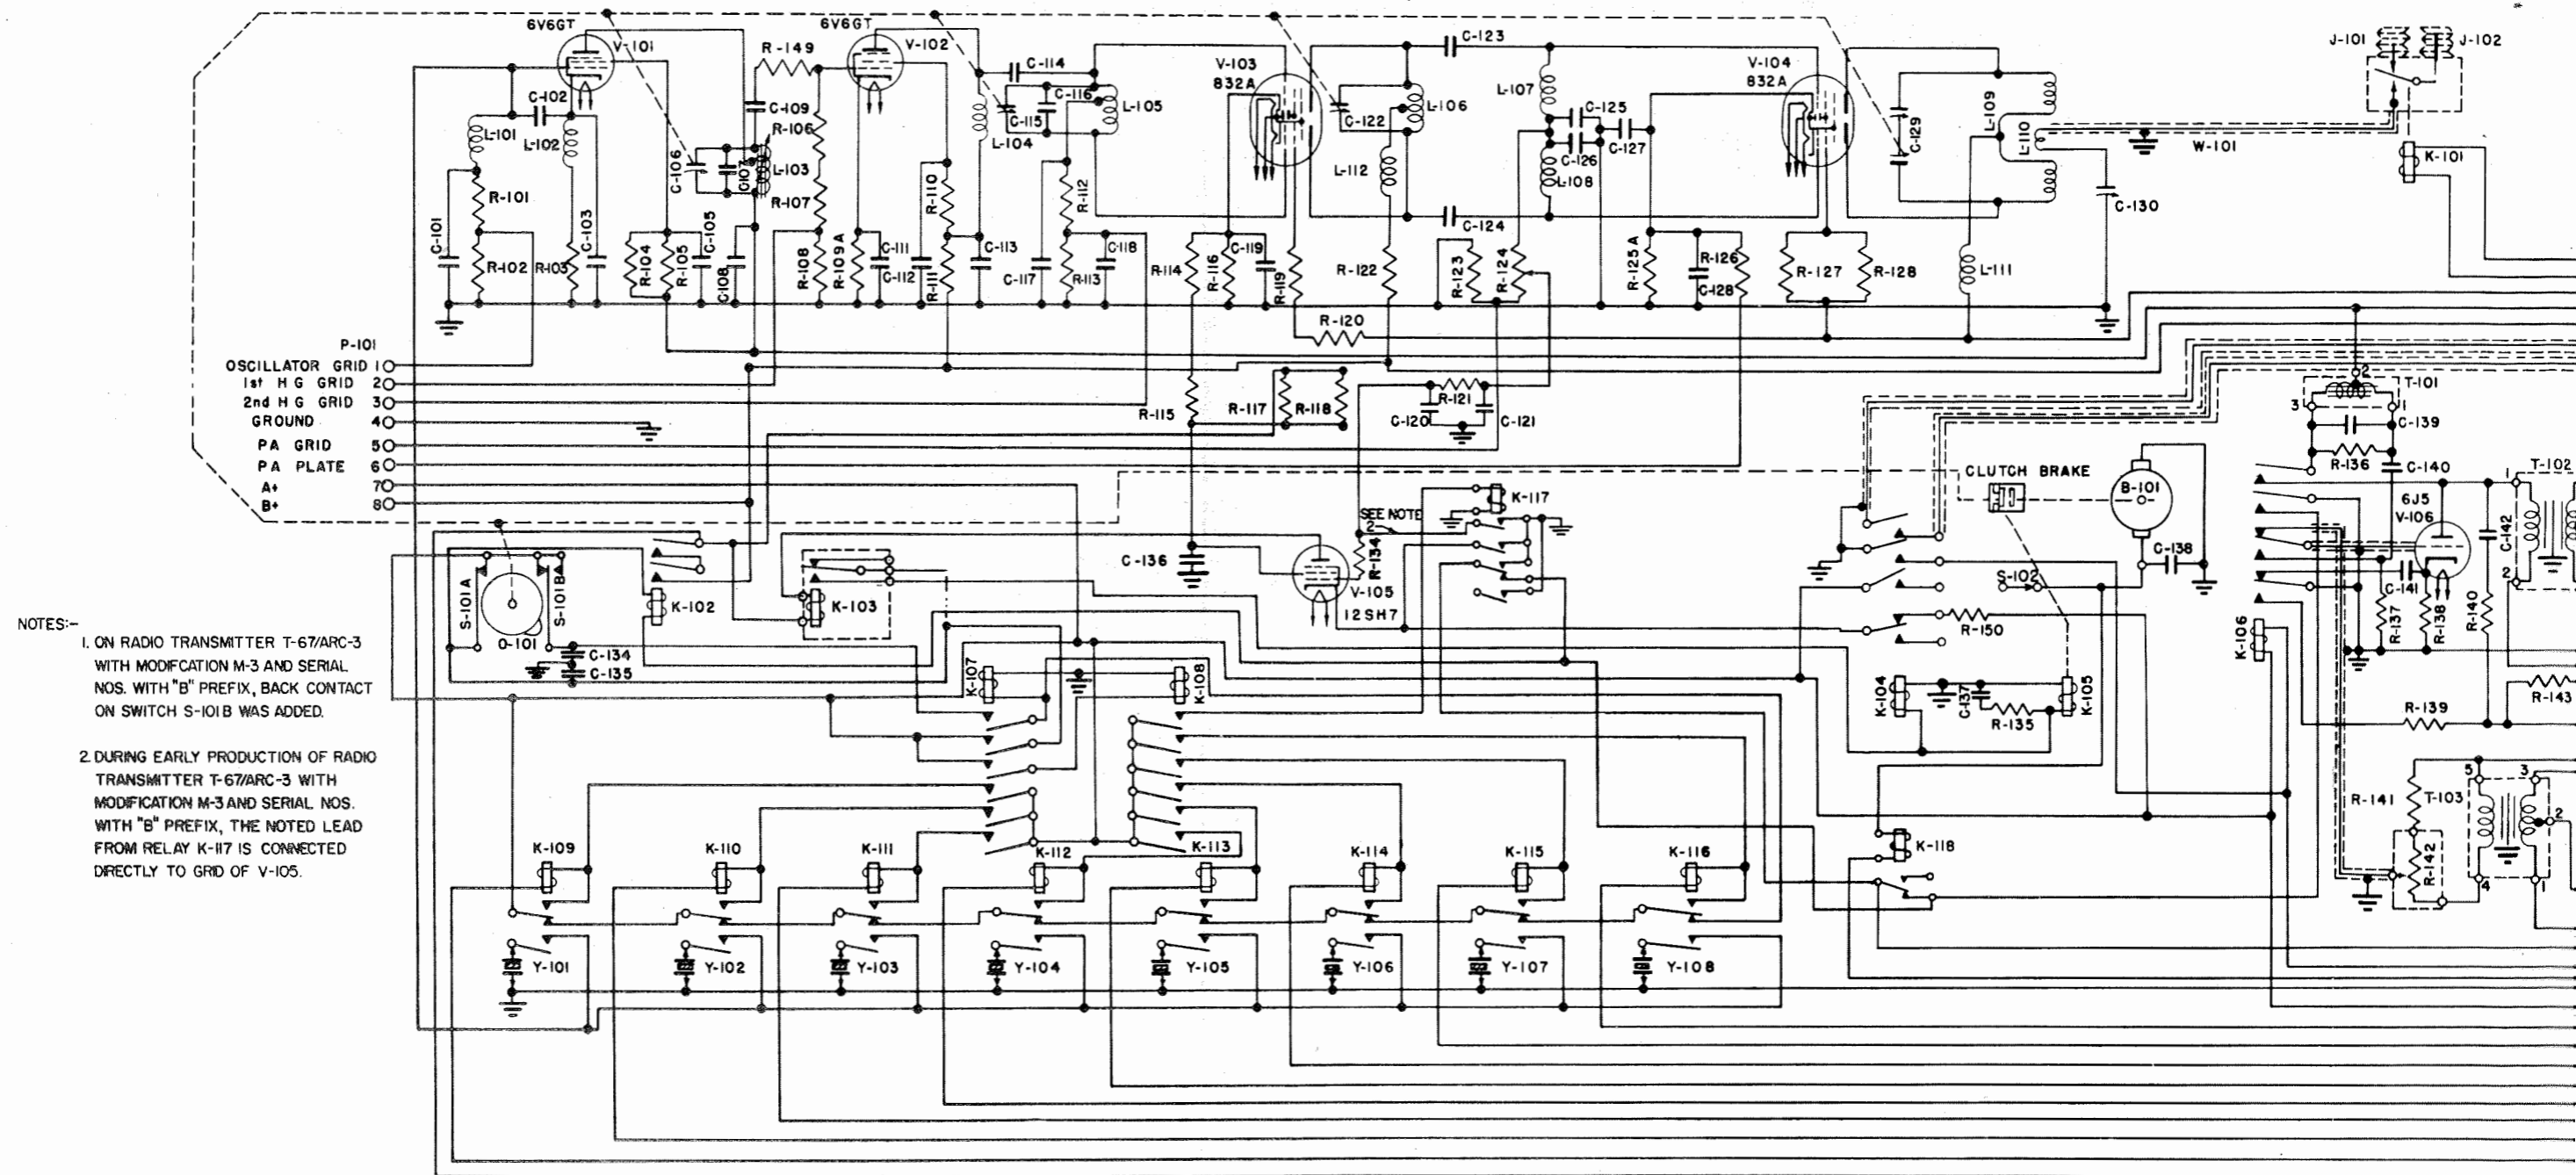 6V6GT
V-101
R-149
6V6GT
V-102
C-114
C-116
C-115
L-105
L-104
V-103
832A
C-123
C-122
L-106
L-107
C-125
C-126
C-127
L-112
L-108
C-124
V-104
832A
C-129
L-109
L-110
W-101
C-130
J-101
J-102
K-101
C-102
L-101
L-102
C-109
R-106
C-106
C107
L-103
R-107
R-101
C-101
R-102
R-103
C-103
R-104
R-105
C-105
C-108
R-108
R-109A
C-111
C-112
R-110
R-111
C-113
R-112
C-117
R-113
C-118
R-114
R-116
C-119
R-119
R-122
R-123
R-124
R-125A
R-126
C-128
R-127
R-128
L-111
R-120
P-101
OSCILLATOR GRID 1
1st H G GRID 2
2nd H G GRID 3
GROUND 4
PA GRID 5
PA PLATE 6
A+ 7
B+ 8
R-115
R-117
R-118
R-121
C-120
C-121
2
T-101
3
1
C-139
R-136
C-140
CLUTCH BRAKE
B-101
C-138
S-102
K-117
SEE NOTE
2
R-134
C-136
V-105
12SH7
R-150
6J5
V-106
C-141
R-137
R-138
R-140
C-142
T-102
1
2
K-106
S-101A
S-101B
O-101
C-134
C-135
K-102
K-103
K-107
K-108
K-104
C-137
R-135
K-105
R-139
R-143
NOTES:-
1. ON RADIO TRANSMITTER T-67/ARC-3
WITH MODIFCATION M-3 AND SERIAL
NOS. WITH "B" PREFIX, BACK CONTACT
ON SWITCH S-101B WAS ADDED.
2. DURING EARLY PRODUCTION OF RADIO
TRANSMITTER T-67/ARC-3 WITH
MODIFICATION M-3 AND SERIAL NOS.
WITH "B" PREFIX, THE NOTED LEAD
FROM RELAY K-117 IS CONNECTED
DIRECTLY TO GRID OF V-105.
K-109
K-110
K-111
K-112
K-113
K-114
K-115
K-116
K-118
R-141
T-103
R-142
5
3
2
4
1
Y-101
Y-102
Y-103
Y-104
Y-105
Y-106
Y-107
Y-108